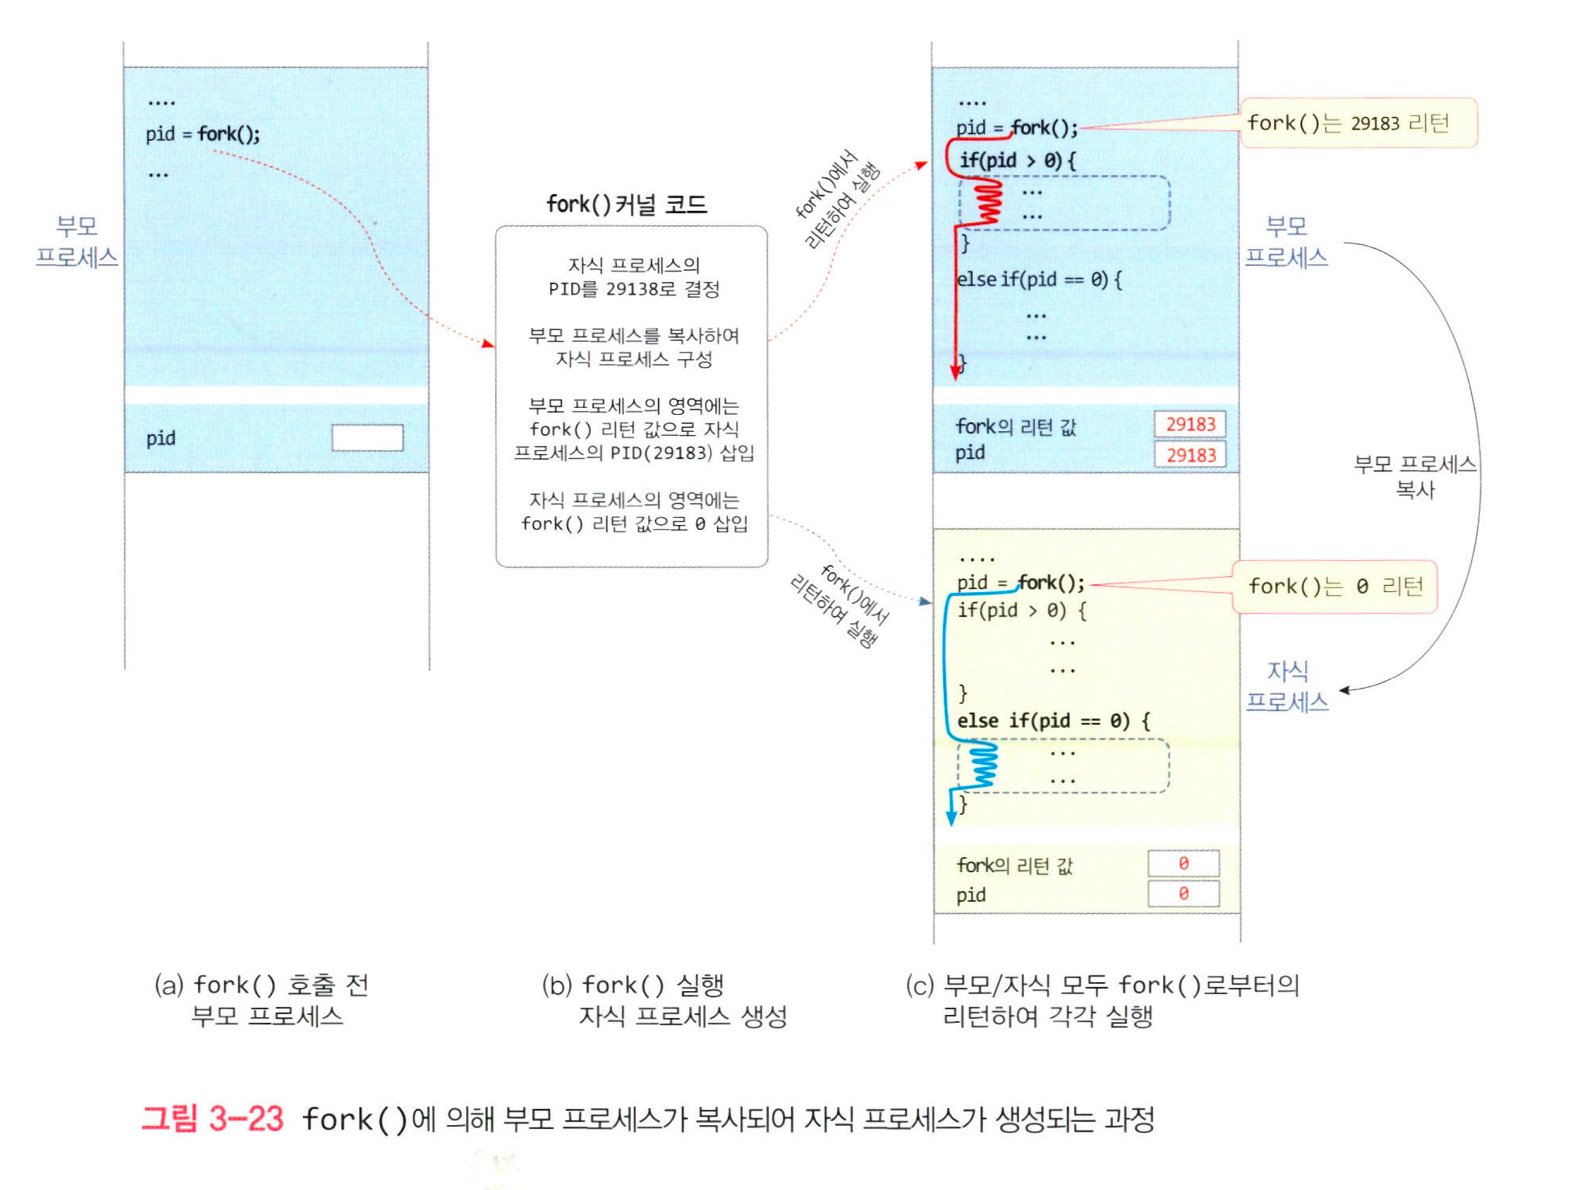 ....
pid = fork();
...
부모
프로세스
pid
fork()커널 코드
자식 프로세스의
PID를 29138로 결정
부모 프로세스를 복사하여
자식 프로세스 구성
부모 프로세스의 영역에는
fork() 리턴 값으로 자식
프로세스의 PID(29183) 삽입
자식 프로세스의 영역에는
fork() 리턴 값으로 0 삽입
fork()에서
리턴하여 실행
fork()에서
리턴하여 실행
....
pid = fork();
if(pid > 0){
...
...
}
else if(pid == 0){
...
...
}
fork의 리턴 값 29183
pid 29183
fork()는 29183 리턴
부모
프로세스
부모 프로세스
복사
....
pid = fork();
if(pid > 0) {
...
...
}
else if(pid == 0) {
...
...
}
fork의 리턴 값 0
pid 0
fork()는 0 리턴
자식
프로세스
(a) fork() 호출 전
부모 프로세스
(b) fork() 실행
자식 프로세스 생성
(c) 부모/자식 모두 fork()로부터의
리턴하여 각각 실행
그림 3-23 fork()에 의해 부모 프로세스가 복사되어 자식 프로세스가 생성되는 과정